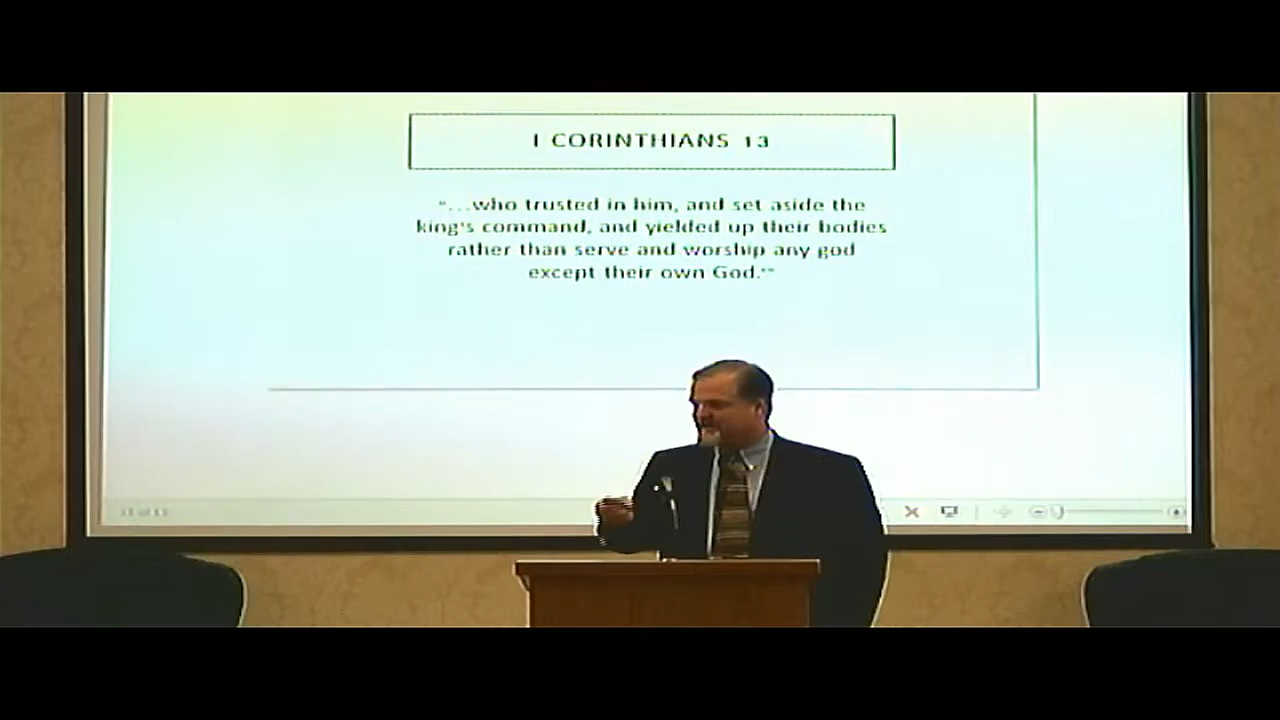 I CORINTHIANS 13
"...who trusted in him, and set aside the
king's command, and yielded up their bodies
rather than serve and worship any god
except their own God.'"